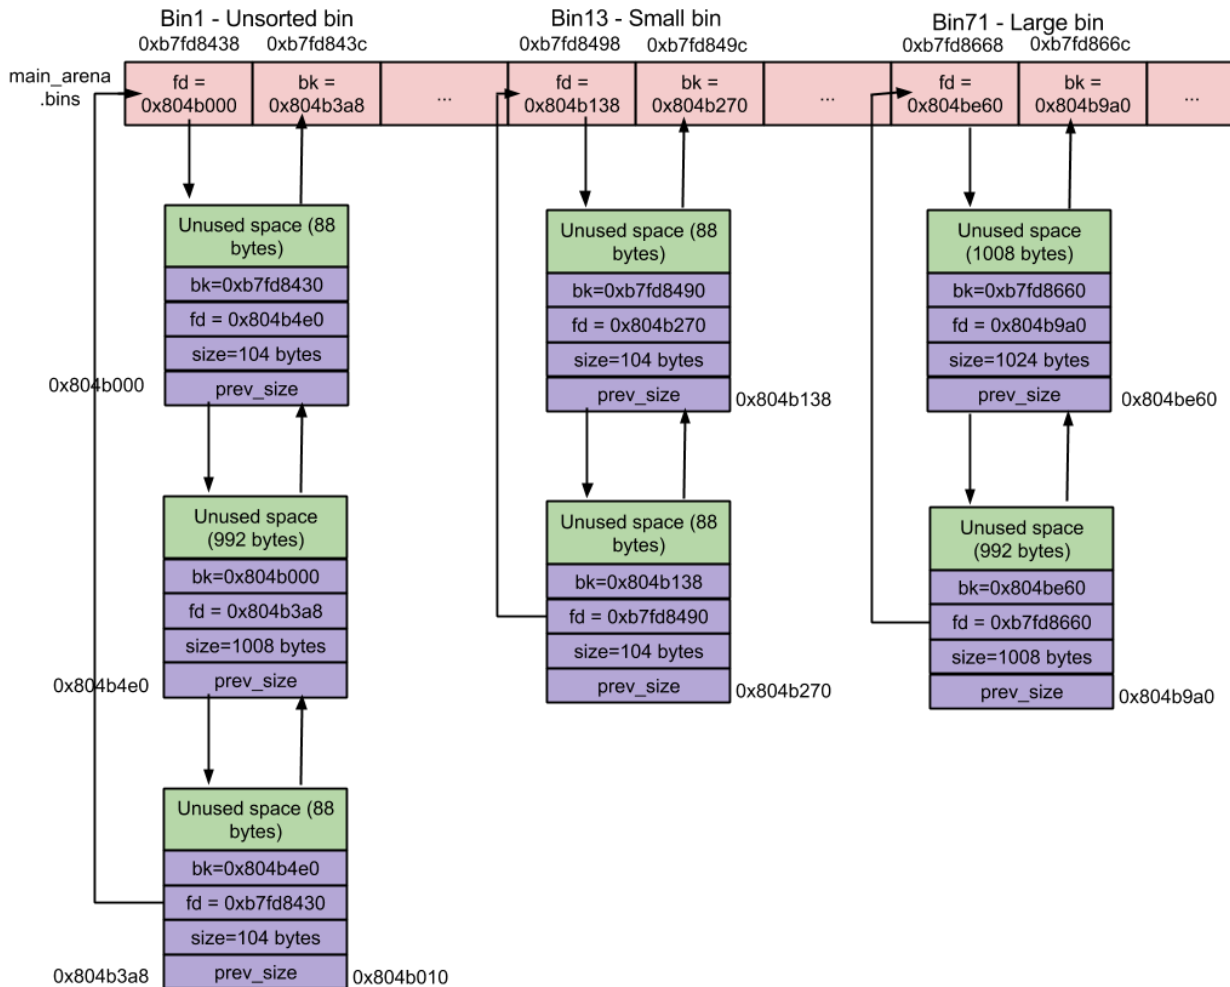 Bin1 - Unsorted bin
Bin13 - Small bin
Bin71 - Large bin
0xb7fd8438
0xb7fd843c
0xb7fd8498
0xb7fd849c
0xb7fd8668
0xb7fd866c
main_arena
.bins
fd =
0x804b000
bk =
0x804b3a8
...
fd =
0x804b138
bk =
0x804b270
...
fd =
0x804be60
bk =
0x804b9a0
...
Unused space (88
bytes)
bk=0xb7fd8430
fd = 0x804b4e0
size=104 bytes
prev_size
0x804b000
Unused space
(992 bytes)
bk=0x804b000
fd = 0x804b3a8
size=1008 bytes
prev_size
0x804b4e0
Unused space (88
bytes)
bk=0x804b4e0
fd = 0xb7fd8430
size=104 bytes
prev_size
0x804b3a8
0x804b010
Unused space (88
bytes)
bk=0xb7fd8490
fd = 0x804b270
size=104 bytes
prev_size
0x804b138
Unused space (88
bytes)
bk=0x804b138
fd = 0xb7fd8490
size=104 bytes
prev_size
0x804b270
Unused space
(1008 bytes)
bk=0xb7fd8660
fd = 0x804b9a0
size=1024 bytes
prev_size
0x804be60
Unused space
(992 bytes)
bk=0x804be60
fd = 0xb7fd8660
size=1008 bytes
prev_size
0x804b9a0